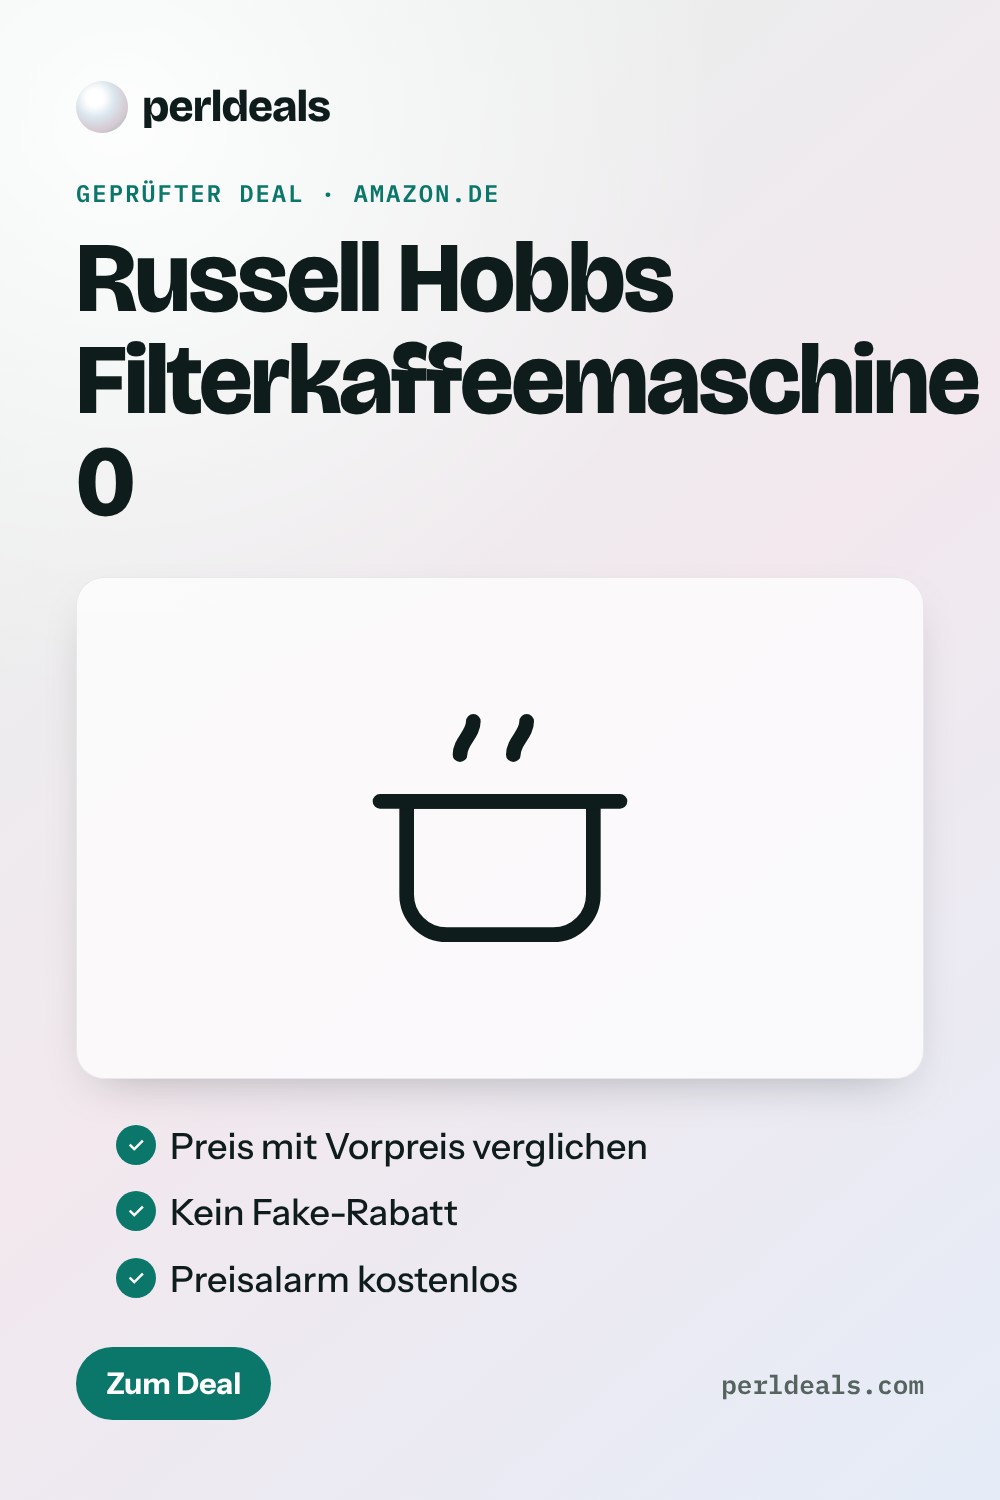 perldeals
GEPRÜFTER DEAL · AMAZON.DE
Russell Hobbs
Filterkaffeemaschine
0
Preis mit Vorpreis verglichen
Kein Fake-Rabatt
Preisalarm kostenlos
Zum Deal
perldeals.com